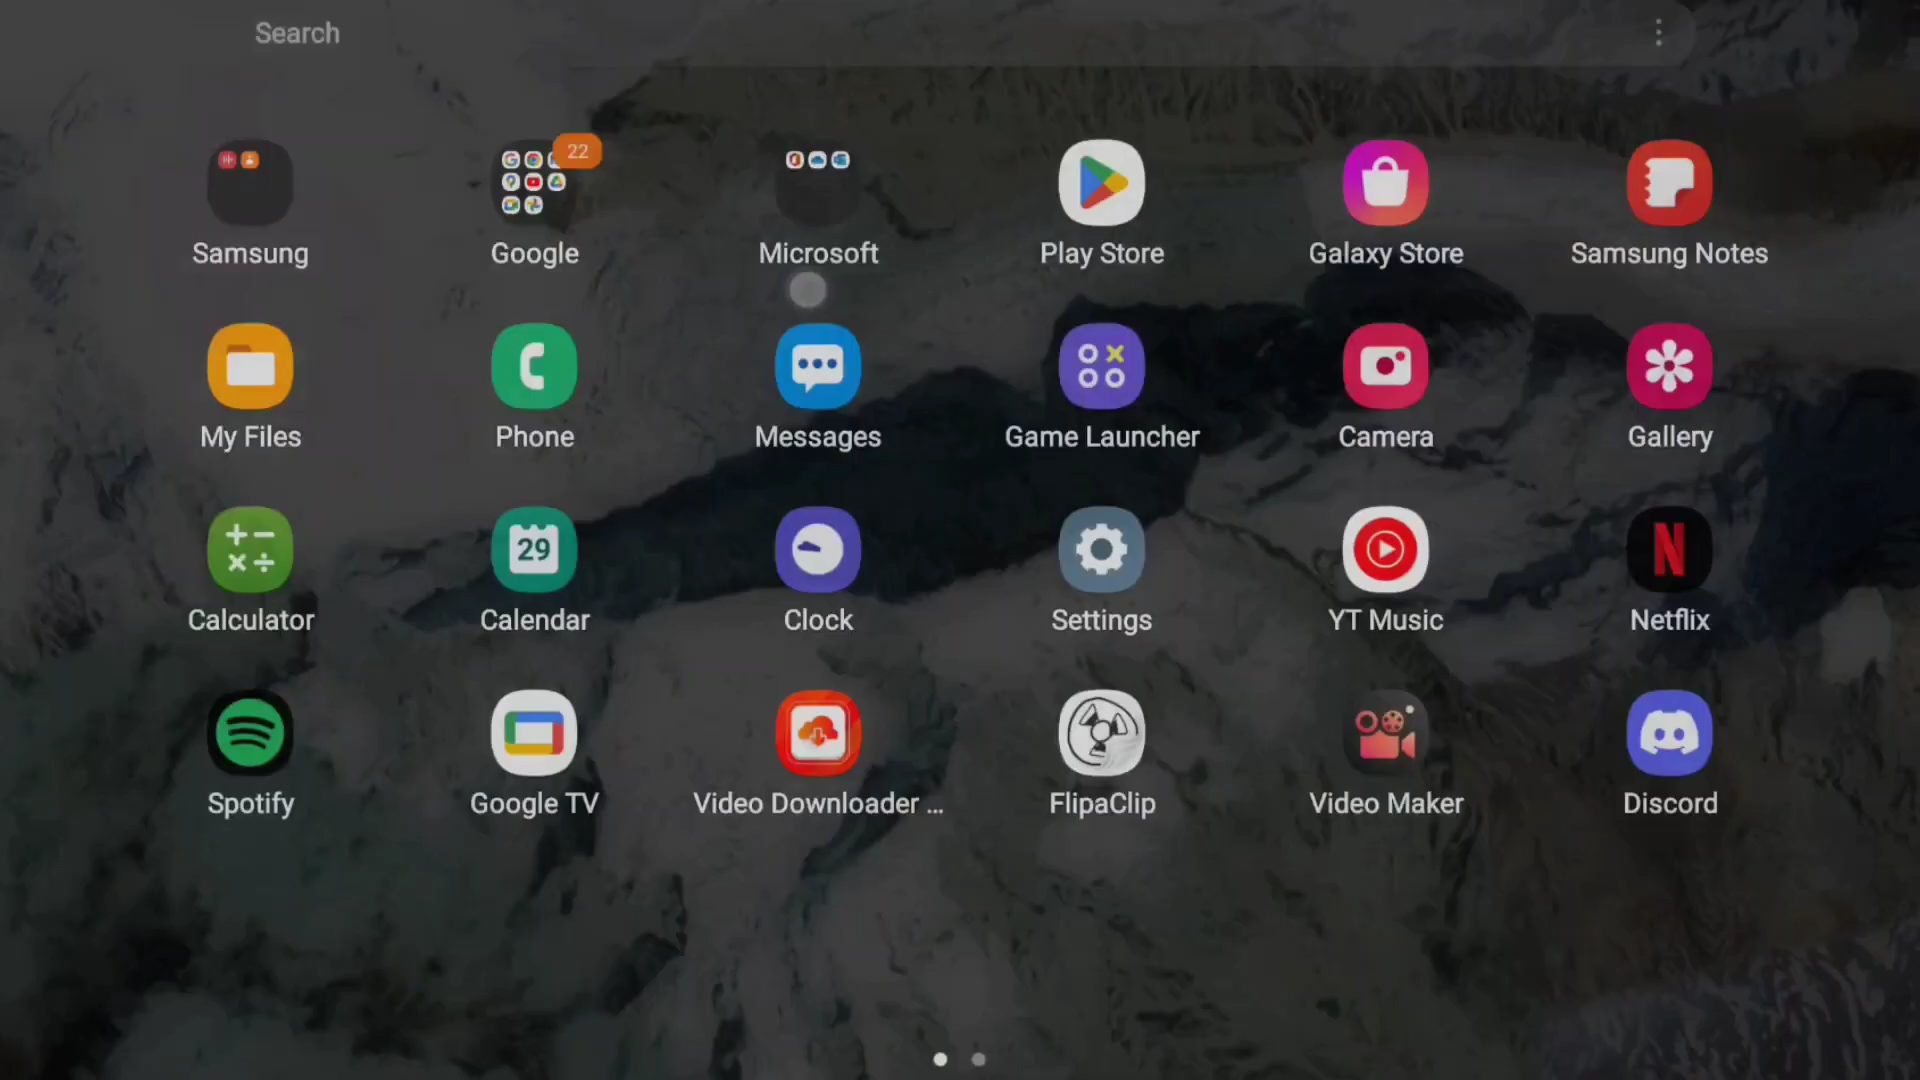 Search
22
Samsung
Google
Microsoft
Play Store
Galaxy Store
Samsung Notes
My Files
Phone
Messages
Game Launcher
Camera
Gallery
29
Calculator
Calendar
Clock
Settings
YT Music
Netflix
Spotify
Google TV
Video Downloader ...
FlipaClip
Video Maker
Discord